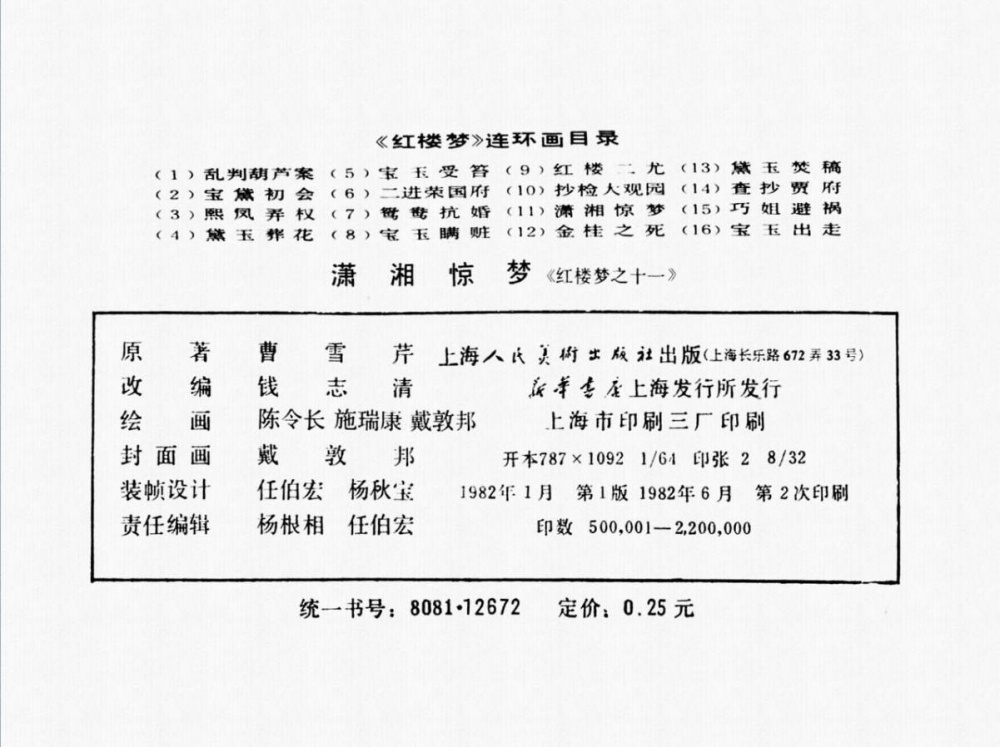 《红楼梦》连环画目录
（1）乱判葫芦案（5）宝玉受笞（9）红楼二尤（13）黛玉焚稿
（2）宝黛初会（6）二进荣国府（10）抄检大观园（14）查抄贾府
（3）熙凤弄权（7）鸳鸯抗婚（11）潇湘惊梦（15）巧姐避祸
（4）黛玉葬花（8）宝玉瞒赃（12）金桂之死（16）宝玉出走
潇湘惊梦《红楼梦之十一》
原著 曹雪芹 上海人民美術出版社出版（上海长乐路672弄33号）
改编 钱志清 新华书店上海发行所发行
绘画 陈令长 施瑞康 戴敦邦 上海市印刷三厂印刷
封面画 戴敦邦 开本787×1092 1/64 印张 2 8/32
装帧设计 任伯宏 杨秋宝 1982年1月 第1版 1982年6月 第2次印刷
责任编辑 杨根相 任伯宏 印数 500,001—2,200,000
统一书号：8081·12672 定价：0.25元